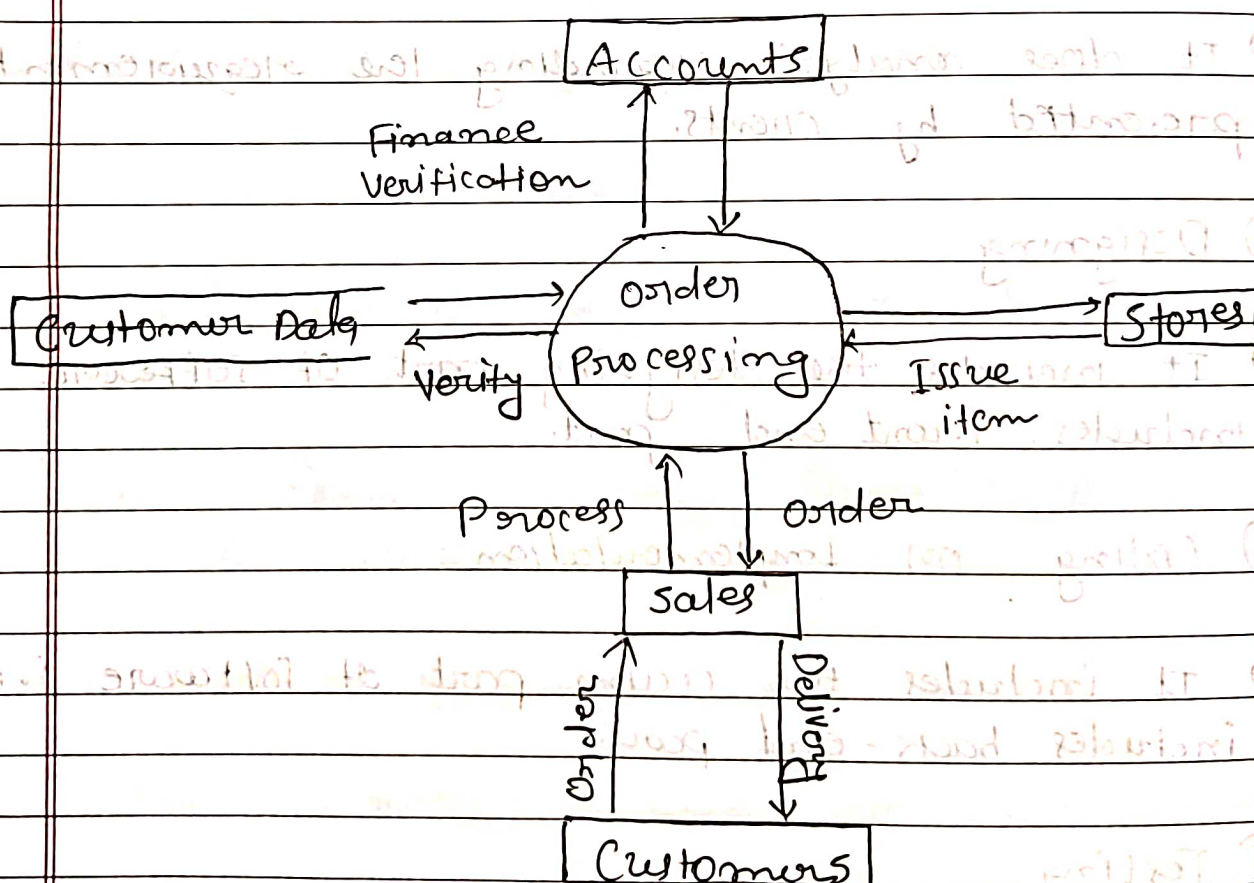 Accounts
Finance
Verification
Customer Data
Order
Processing
Stores
Verify
Issue
item
Process
Order
Sales
Order
Delivery
Customers